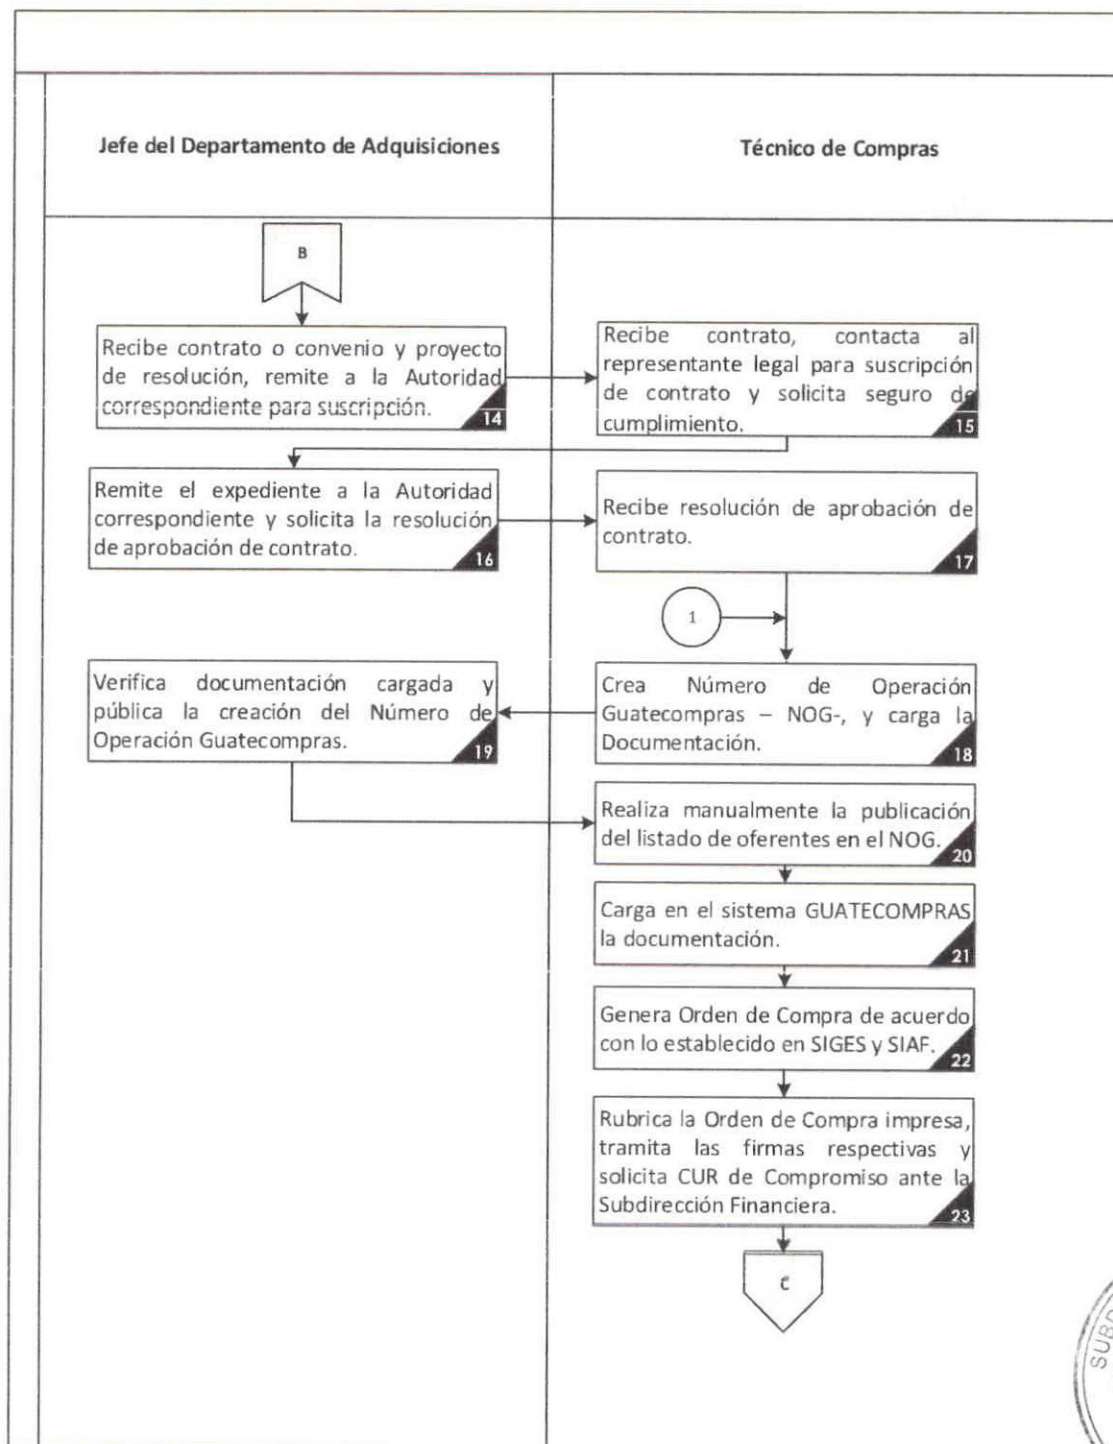 Jefe del Departamento de Adquisiciones
Técnico de Compras
B
Recibe contrato o convenio y proyecto
de resolución, remite a la Autoridad
correspondiente para suscripción.
14
Recibe contrato, contacta al
representante legal para suscripción
de contrato y solicita seguro de
cumplimiento.
15
Remite el expediente a la Autoridad
correspondiente y solicita la resolución
de aprobación de contrato.
16
Recibe resolución de aprobación de
contrato.
17
1
Crea Número de Operación
Guatecompras – NOG-, y carga la
Documentación.
18
Verifica documentación cargada y
pública la creación del Número de
Operación Guatecompras.
19
Realiza manualmente la publicación
del listado de oferentes en el NOG.
20
Carga en el sistema GUATECOMPRAS
la documentación.
21
Genera Orden de Compra de acuerdo
con lo establecido en SIGES y SIAF.
22
Rubrica la Orden de Compra impresa,
tramita las firmas respectivas y
solicita CUR de Compromiso ante la
Subdirección Financiera.
23
C